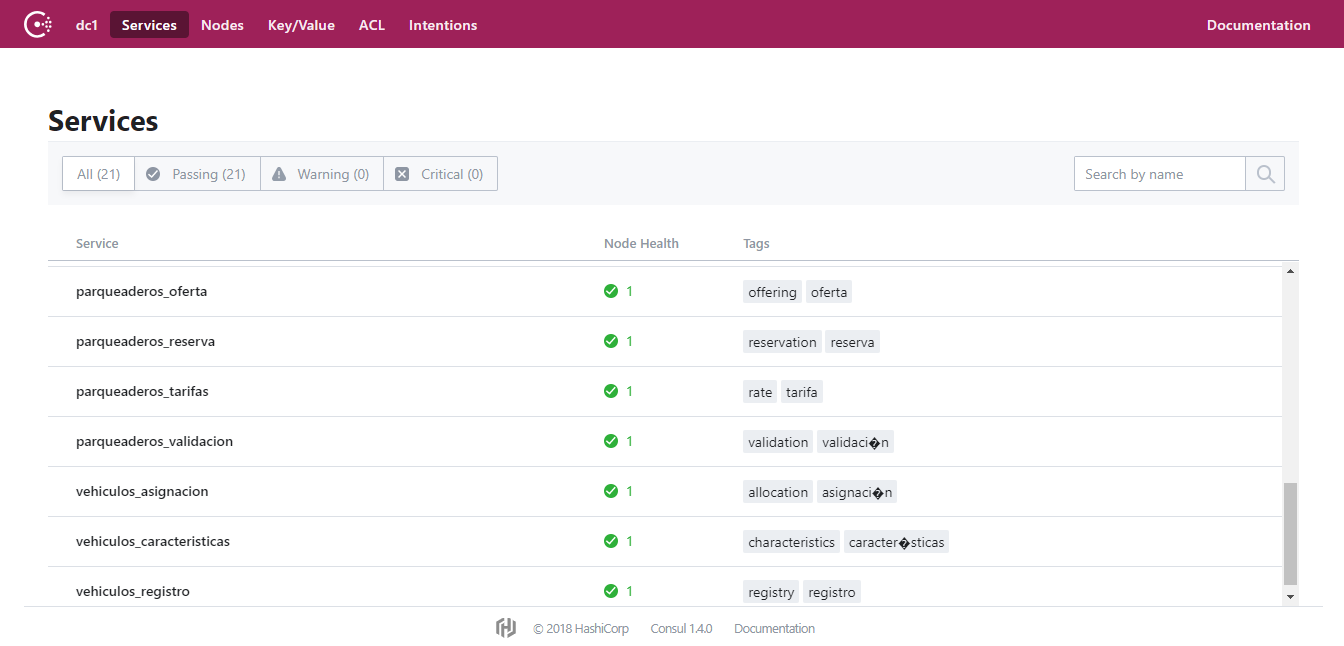 dc1 Services Nodes Key/Value ACL Intentions Documentation
Services
All (21) Passing (21) Warning (0) Critical (0) Search by name
Service Node Health Tags
parqueaderos_oferta 1 offering oferta
parqueaderos_reserva 1 reservation reserva
parqueaderos_tarifas 1 rate tarifa
parqueaderos_validacion 1 validation validaci�n
vehiculos_asignacion 1 allocation asignaci�n
vehiculos_caracteristicas 1 characteristics caracter�sticas
vehiculos_registro 1 registry registro
© 2018 HashiCorp Consul 1.4.0 Documentation